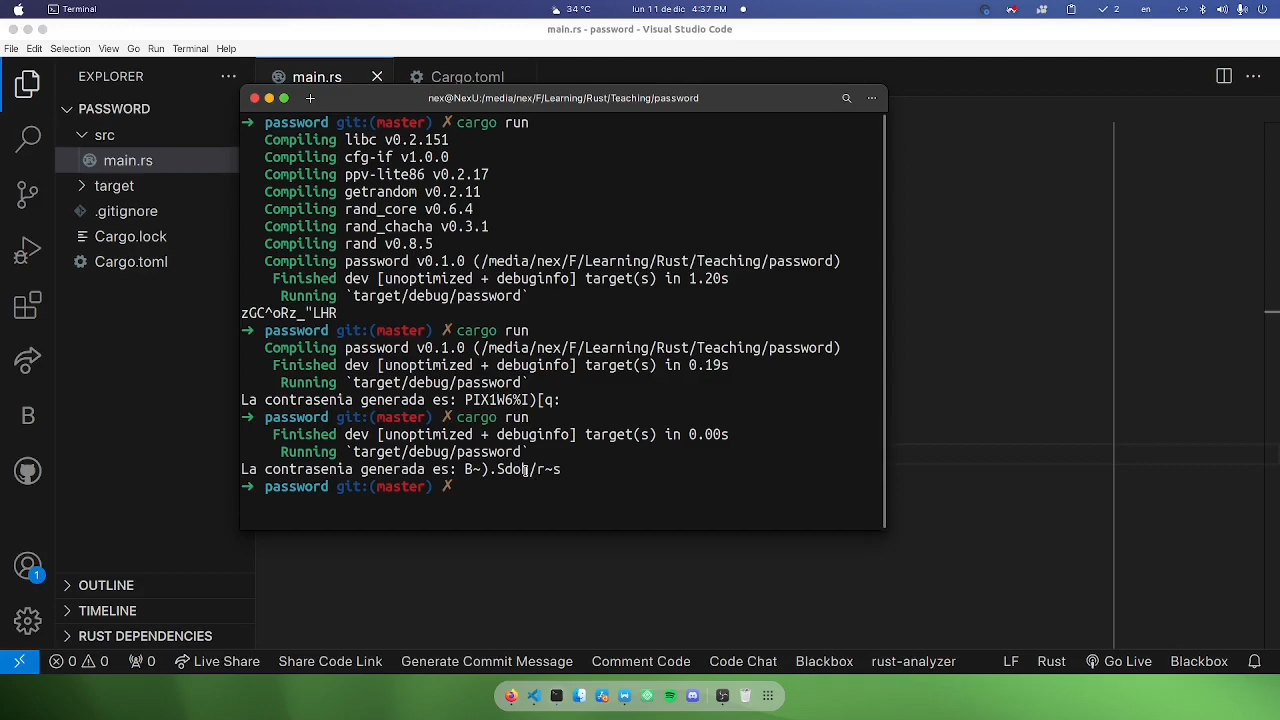 Terminal
34 °C
lun 11 de dic 4:37 PM
2
en
main.rs - password - Visual Studio Code
File Edit Selection View Go Run Terminal Help
EXPLORER
main.rs
Cargo.toml
PASSWORD
src
main.rs
target
.gitignore
Cargo.lock
Cargo.toml
nex@NexU:/media/nex/F/Learning/Rust/Teaching/password
➜ password git:(master) ✗ cargo run
Compiling libc v0.2.151
Compiling cfg-if v1.0.0
Compiling ppv-lite86 v0.2.17
Compiling getrandom v0.2.11
Compiling rand_core v0.6.4
Compiling rand_chacha v0.3.1
Compiling rand v0.8.5
Compiling password v0.1.0 (/media/nex/F/Learning/Rust/Teaching/password)
Finished dev [unoptimized + debuginfo] target(s) in 1.20s
Running `target/debug/password`
zGC^oRz_"LHR
➜ password git:(master) ✗ cargo run
Compiling password v0.1.0 (/media/nex/F/Learning/Rust/Teaching/password)
Finished dev [unoptimized + debuginfo] target(s) in 0.19s
Running `target/debug/password`
La contrasenia generada es: PIX1W6%I)[q:
➜ password git:(master) ✗ cargo run
Finished dev [unoptimized + debuginfo] target(s) in 0.00s
Running `target/debug/password`
La contrasenia generada es:
➜ password git:(master) ✗
B
1
OUTLINE
TIMELINE
RUST DEPENDENCIES
0 0 0 Live Share Share Code Link Generate Commit Message Comment Code Code Chat Blackbox rust-analyzer LF Rust Go Live Blackbox